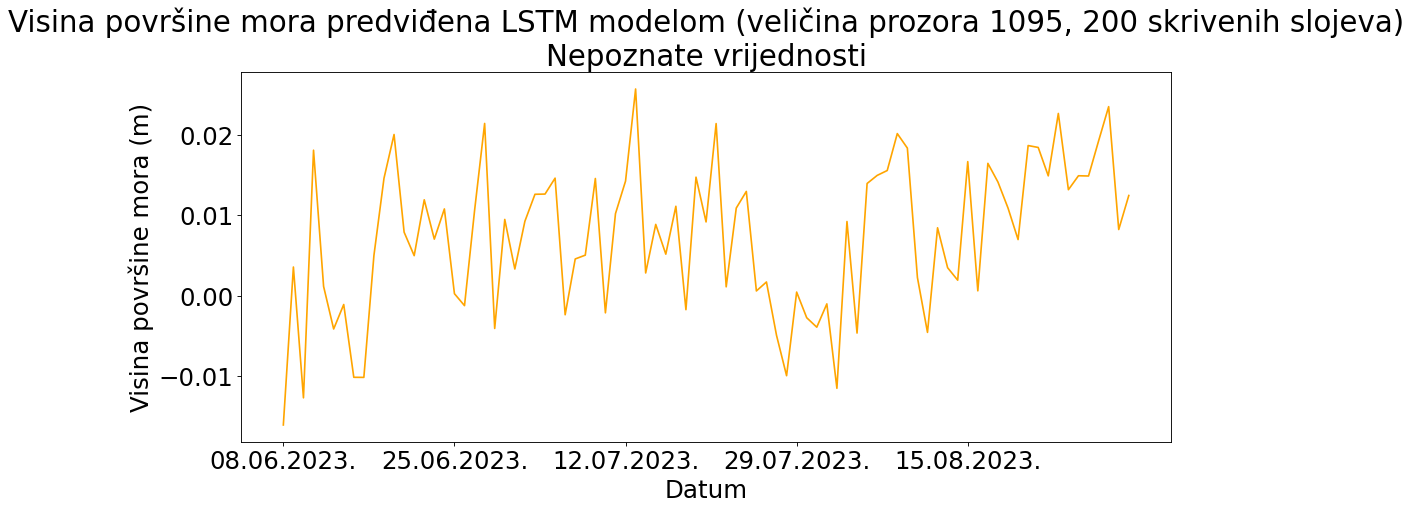 Visina površine mora predviđena LSTM modelom (veličina prozora 1095, 200 skrivenih slojeva)
Nepoznate vrijednosti
Visina površine mora (m)
0.02
0.01
0.00
−0.01
08.06.2023. 25.06.2023. 12.07.2023. 29.07.2023. 15.08.2023.
Datum